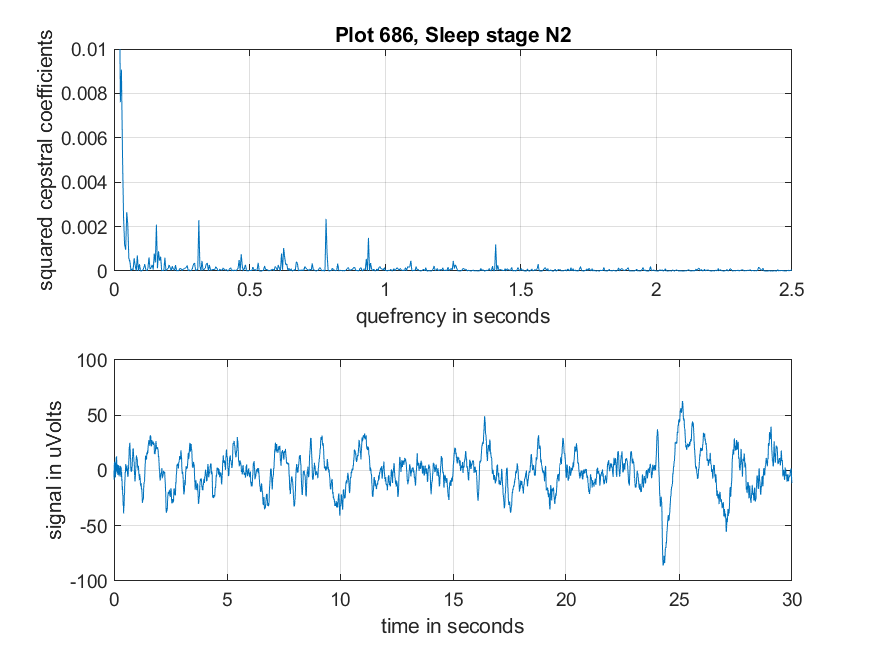 Plot 686, Sleep stage N2
squared cepstral coefficients
0.01
0.008
0.006
0.004
0.002
0
0 0.5 1 1.5 2 2.5
quefrency in seconds
signal in uVolts
100
50
0
-50
-100
0 5 10 15 20 25 30
time in seconds